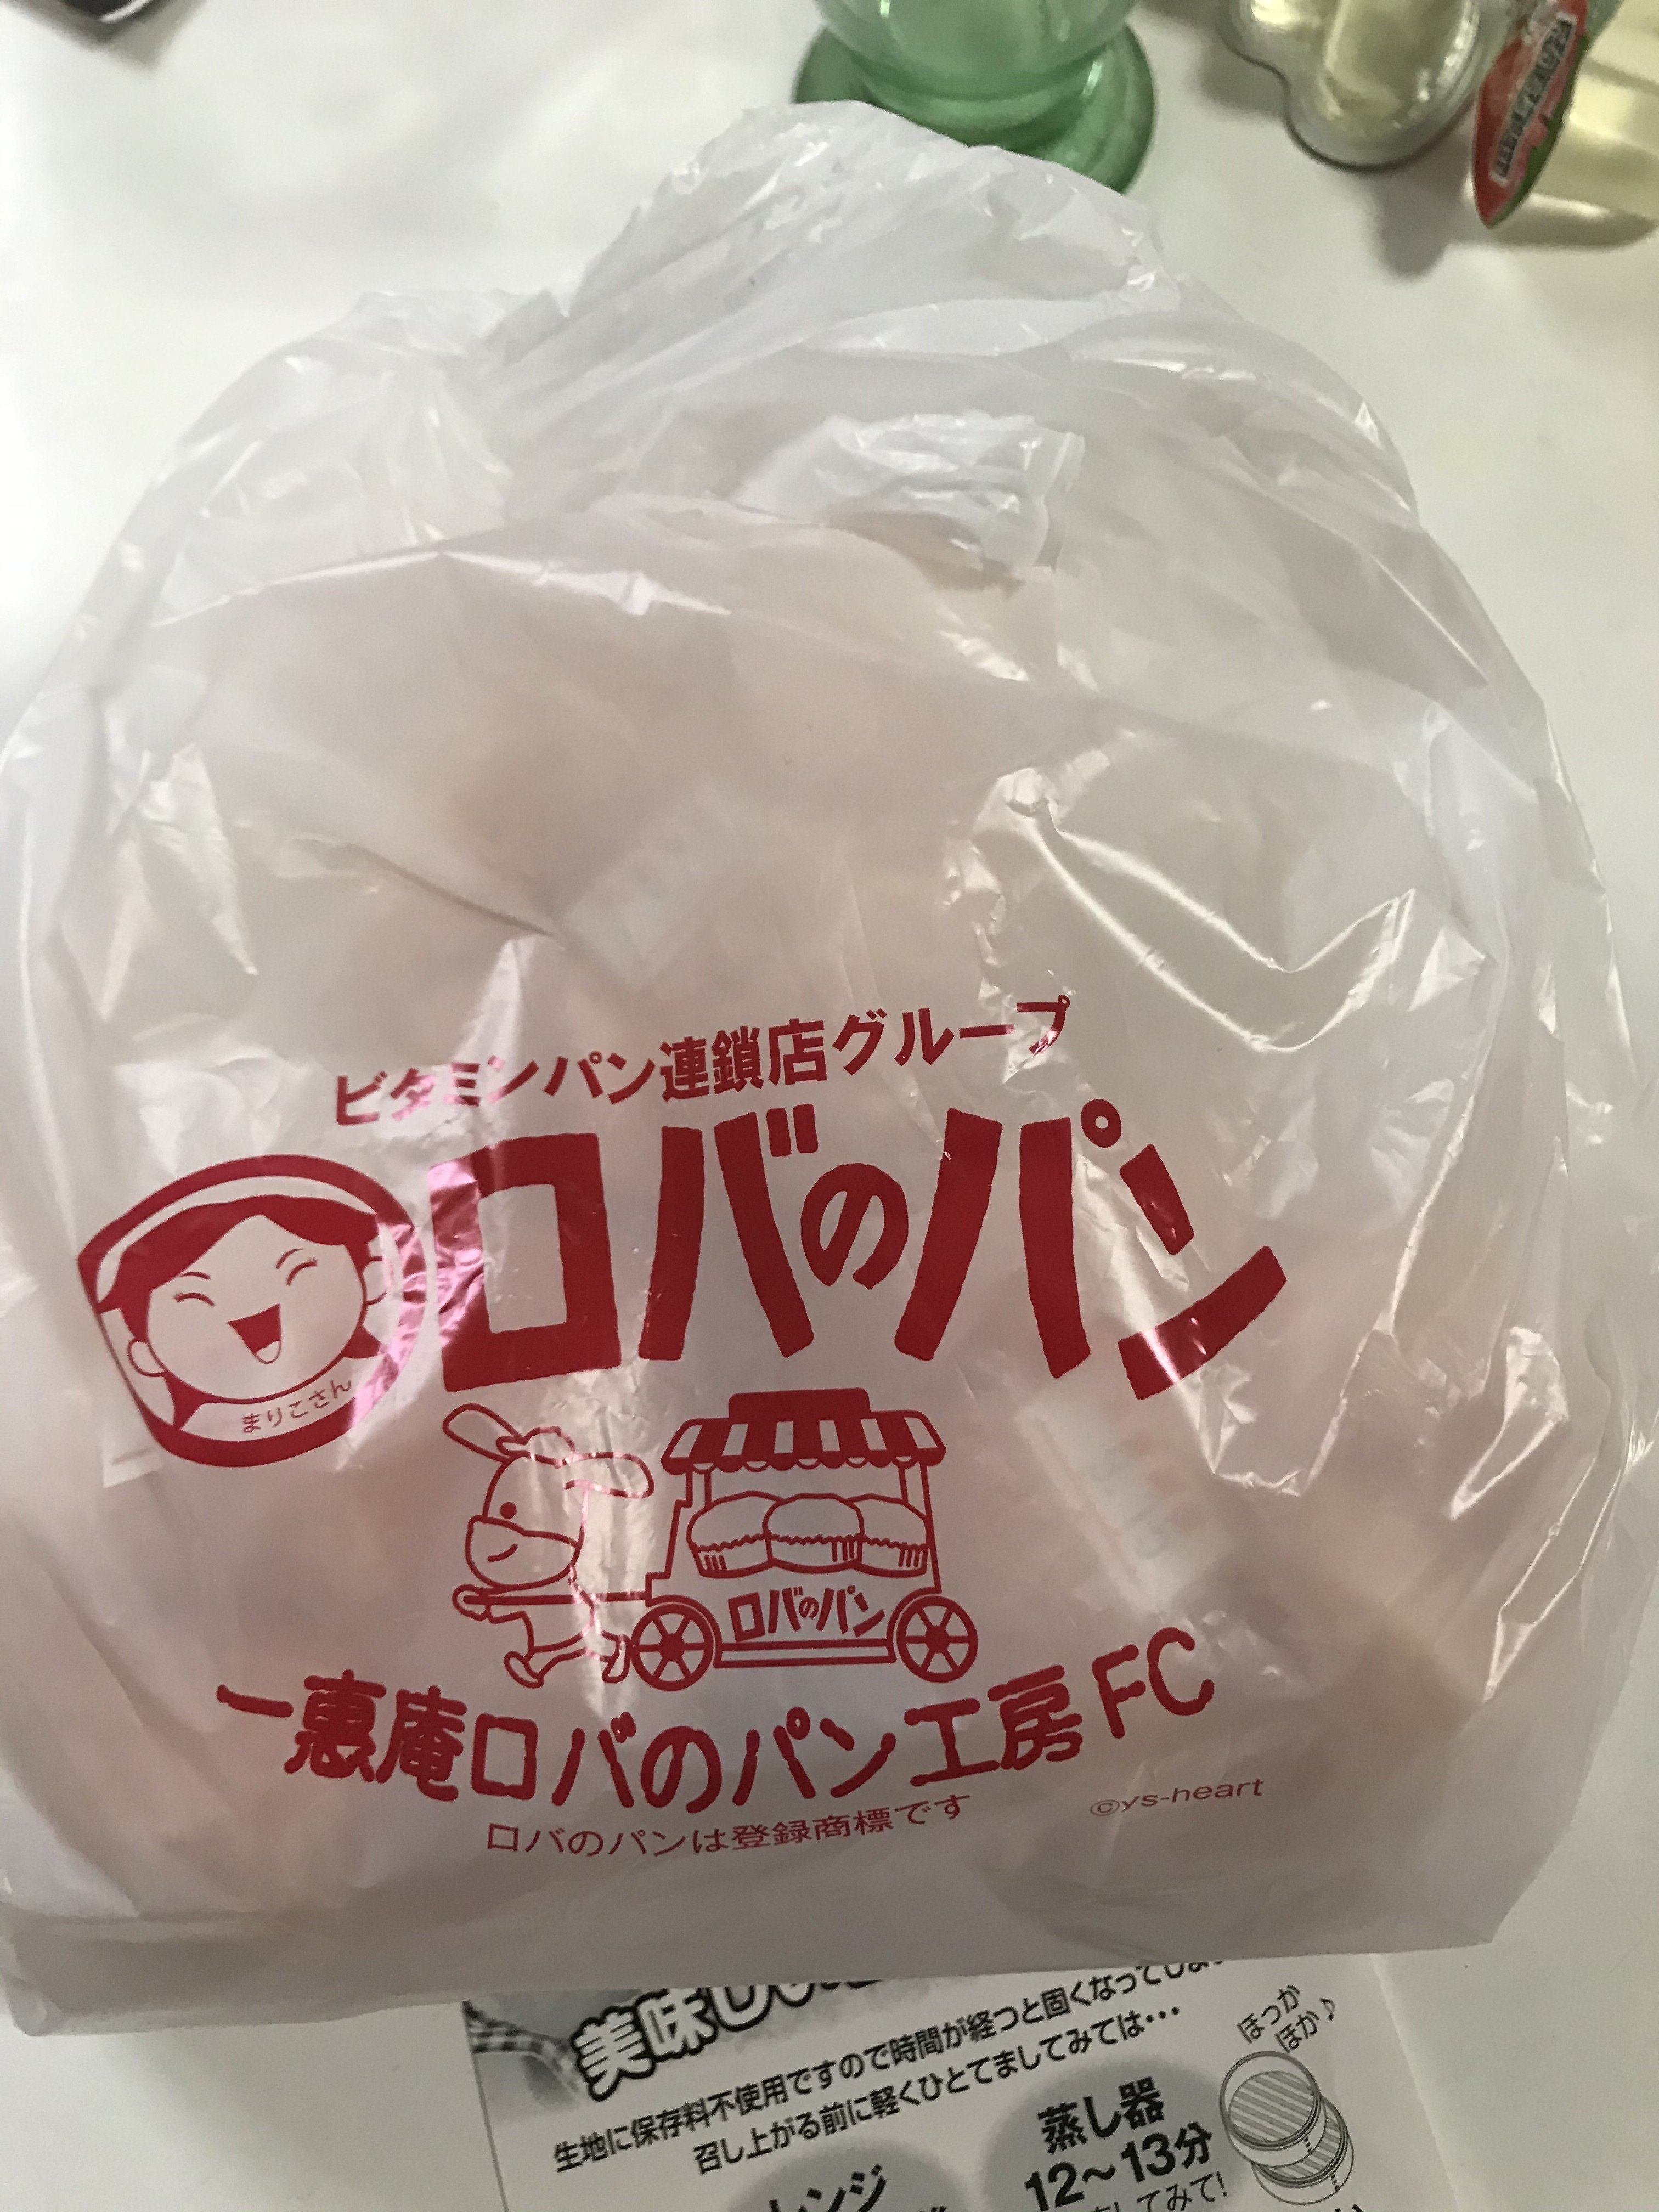 ビタミンパン連鎖店グループ
ロバのパン
まりこさん
ロバのパン
一惠庵ロバのパン工房FC
ロバのパンは登録商標です
©ys-heart
美味し
生地に保存料不使用ですので時間が経つと固くなってしま
召し上がる前に軽くひとてましてみては・・・
ほっか
ほか♪
蒸し器
12～13分
してみて!
レンジ